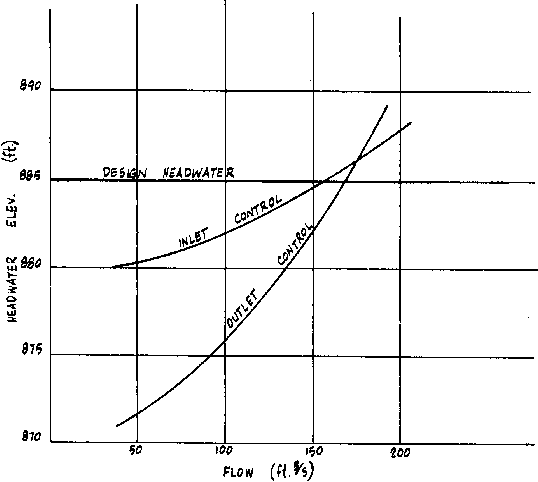 890
885
880
875
870
HEADWATER ELEV. (ft)
DESIGN HEADWATER
INLET CONTROL
OUTLET CONTROL
50 100 150 200
FLOW (ft.³/s)